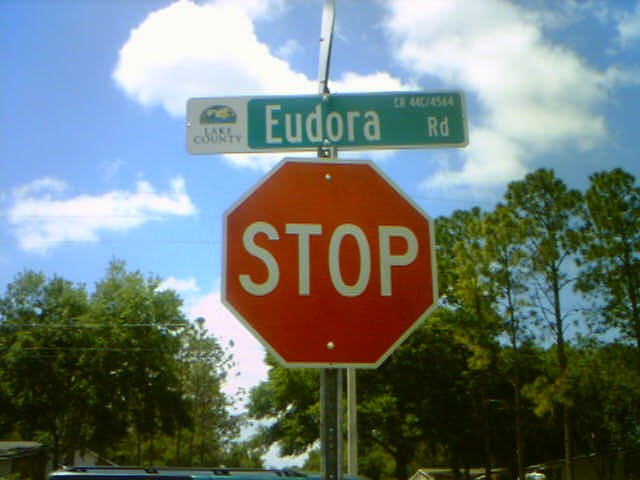 LAKE
COUNTY
Eudora Rd
CR 44C/4564
STOP